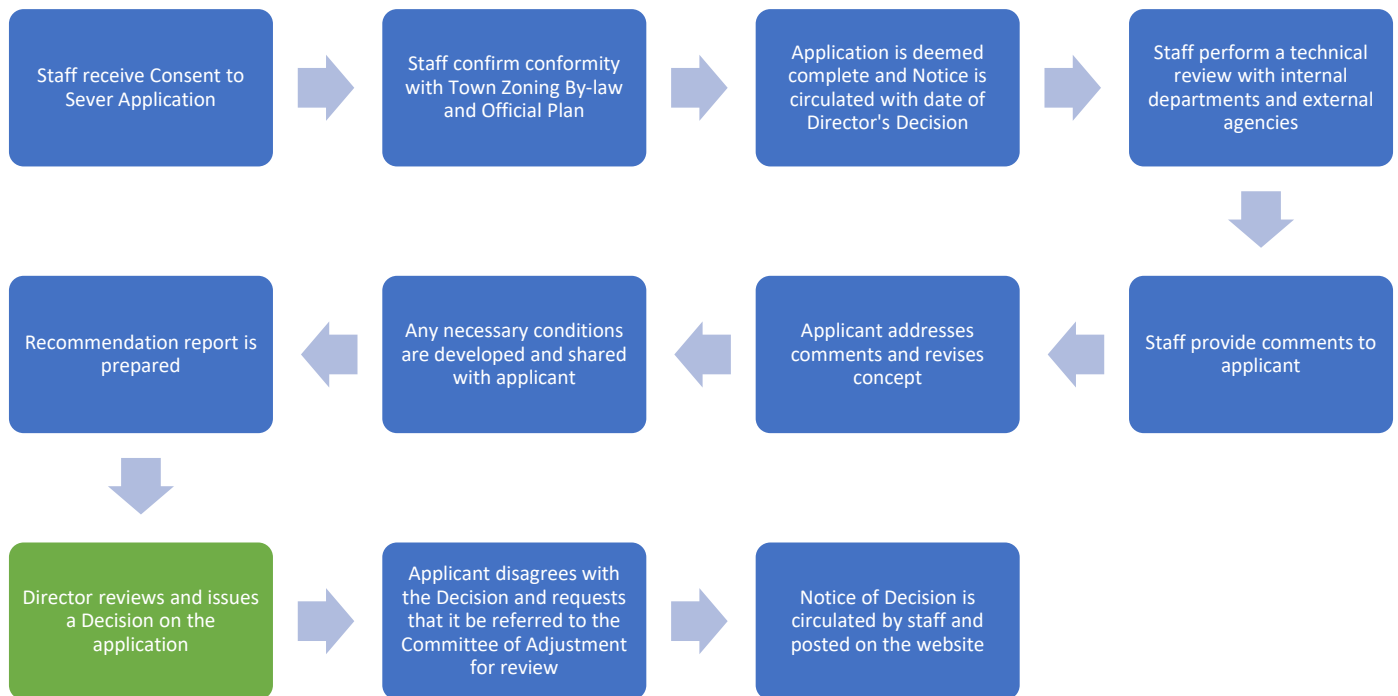 Staff receive Consent to
Sever Application
Staff confirm conformity
with Town Zoning By-law
and Official Plan
Application is deemed
complete and Notice is
circulated with date of
Director's Decision
Staff perform a technical
review with internal
departments and external
agencies
Staff provide comments to
applicant
Applicant addresses
comments and revises
concept
Any necessary conditions
are developed and shared
with applicant
Recommendation report is
prepared
Director reviews and issues
a Decision on the
application
Applicant disagrees with
the Decision and requests
that it be referred to the
Committee of Adjustment
for review
Notice of Decision is
circulated by staff and
posted on the website